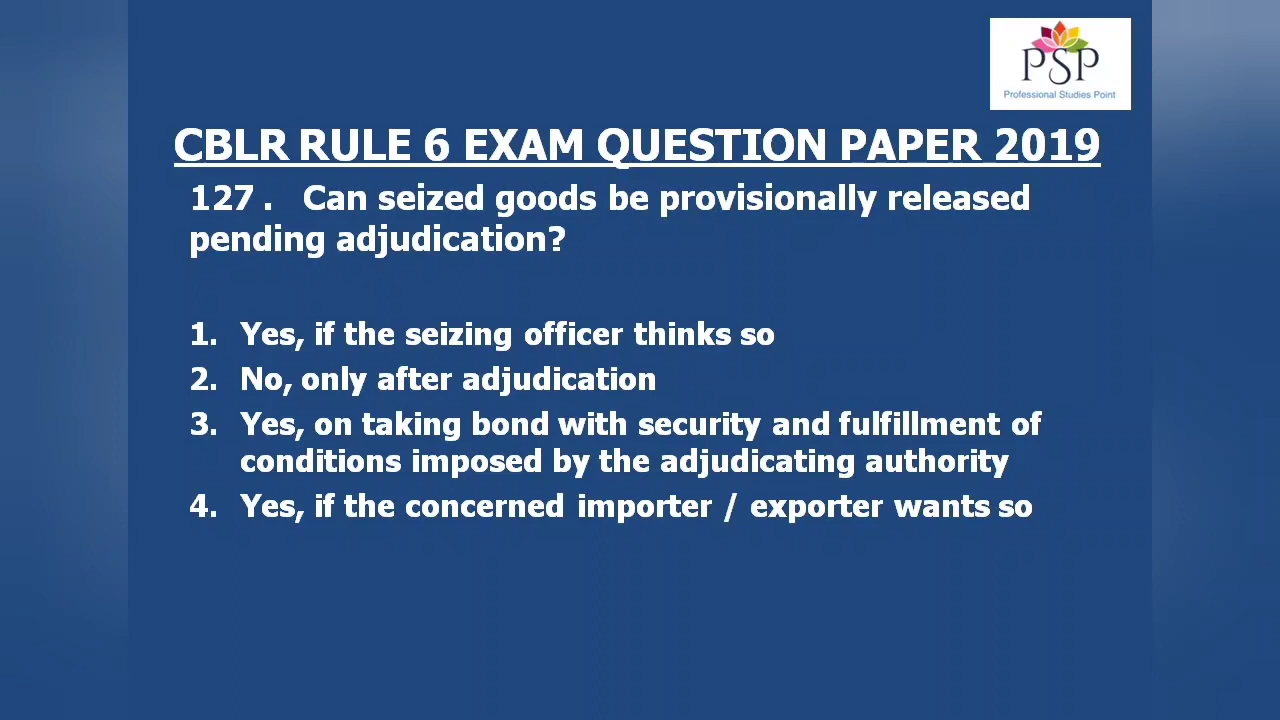 PSP
Professional Studies Point
CBLR RULE 6 EXAM QUESTION PAPER 2019
127 . Can seized goods be provisionally released
pending adjudication?
1. Yes, if the seizing officer thinks so
2. No, only after adjudication
3. Yes, on taking bond with security and fulfillment of
conditions imposed by the adjudicating authority
4. Yes, if the concerned importer / exporter wants so